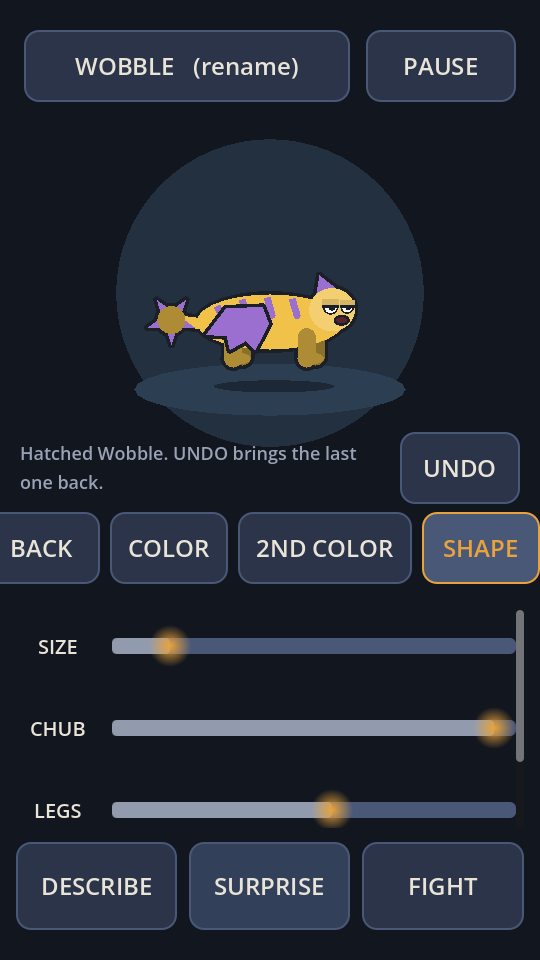 WOBBLE (rename)
PAUSE
Hatched Wobble. UNDO brings the last
one back.
UNDO
BACK
COLOR
2ND COLOR
SHAPE
SIZE
CHUB
LEGS
DESCRIBE
SURPRISE
FIGHT